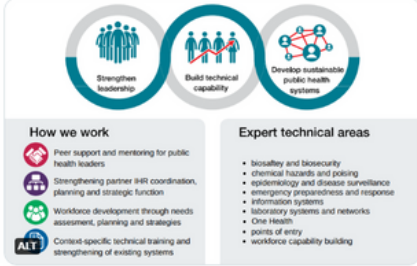 Strengthen
leadership
Build technical
capability
Develop sustainable
public health
systems
How we work
Peer support and mentoring for public
health leaders
Strengthening partner IHR coordination,
planning and strategic function
Workforce development through needs
assesment, planning and strategies
Context-specific technical training and
strengthening of existing systems
ALT
Expert technical areas
• biosaftey and biosecurity
• chemical hazards and poising
• epidemiology and disease surveillance
• emergency preparedness and response
• information systems
• laboratory systems and networks
• One Health
• points of entry
• workforce capability building